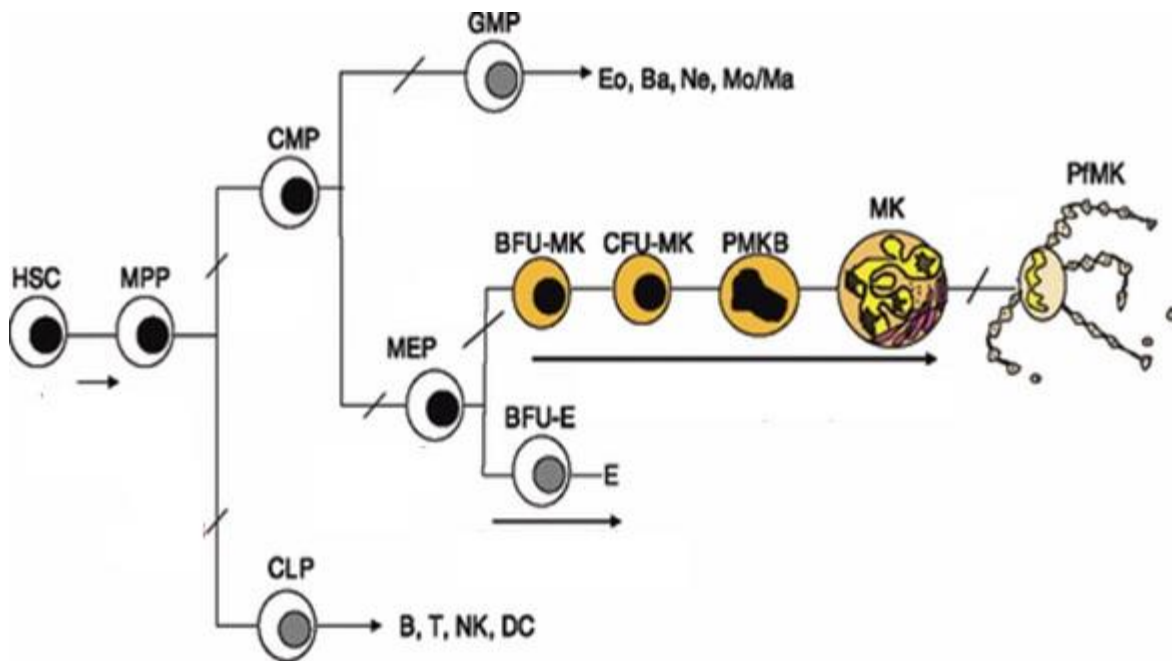 GMP
Eo, Ba, Ne, Mo/Ma
CMP
PfMK
MK
BFU-MK CFU-MK PMKB
HSC MPP
MEP
BFU-E
E
CLP
B, T, NK, DC